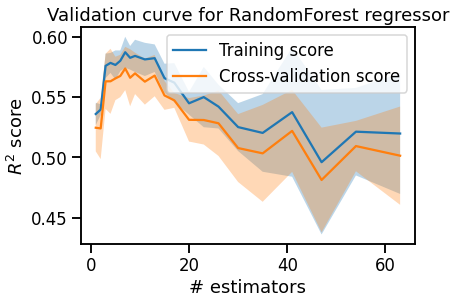 Validation curve for RandomForest regressor
0.60
0.55
0.50
0.45
R² score
Training score
Cross-validation score
0
20
40
60
# estimators